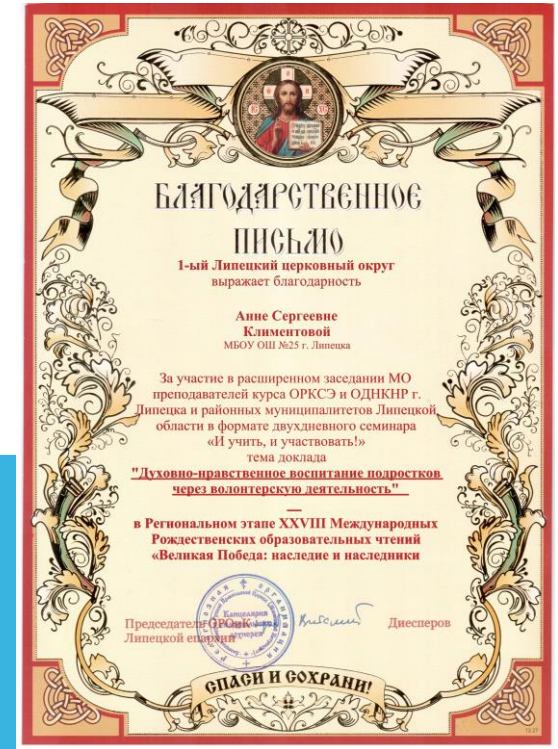 БЛАГОДАРСТВЕННОЕ
ПИСЬМО
1-ый Липецкий церковный округ
выражает благодарность
Анне Сергеевне
Климентовой
МБОУ ОШ №25 г. Липецка
За участие в расширенном заседании МО
преподавателей курса ОРКСЭ и ОДНКНР г.
Липецка и районных муниципалитетов Липецкой
области в формате двухдневного семинара
«И учить, и участвовать!»
тема доклада
"Духовно-нравственное воспитание подростков
через волонтерскую деятельность"
в Региональном этапе XXVIII Международных
Рождественских образовательных чтений
«Великая Победа: наследие и наследники
Председатель ОРОиК Диесперов
Липецкой епархии
Канцелярия
СПАСИ И СОХРАНИ!